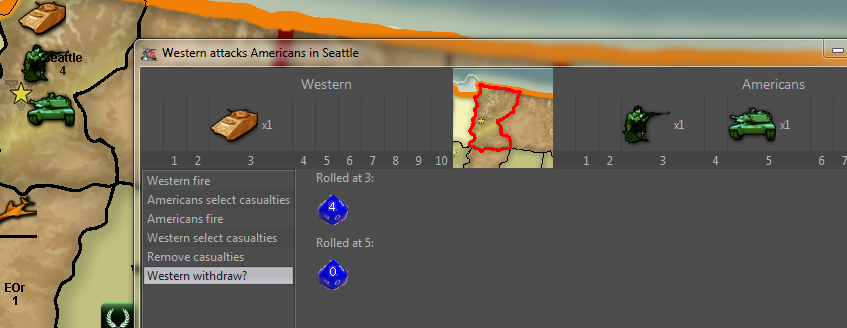 Seattle
4
EOr
1
Western attacks Americans in Seattle
Western
Americans
x1
x1
x1
1 2 3 4 5 6 7 8 9 10
1 2 3 4 5 6 7
Western fire
Americans select casualties
Americans fire
Western select casualties
Remove casualties
Western withdraw?
Rolled at 3:
4.
Rolled at 5:
0